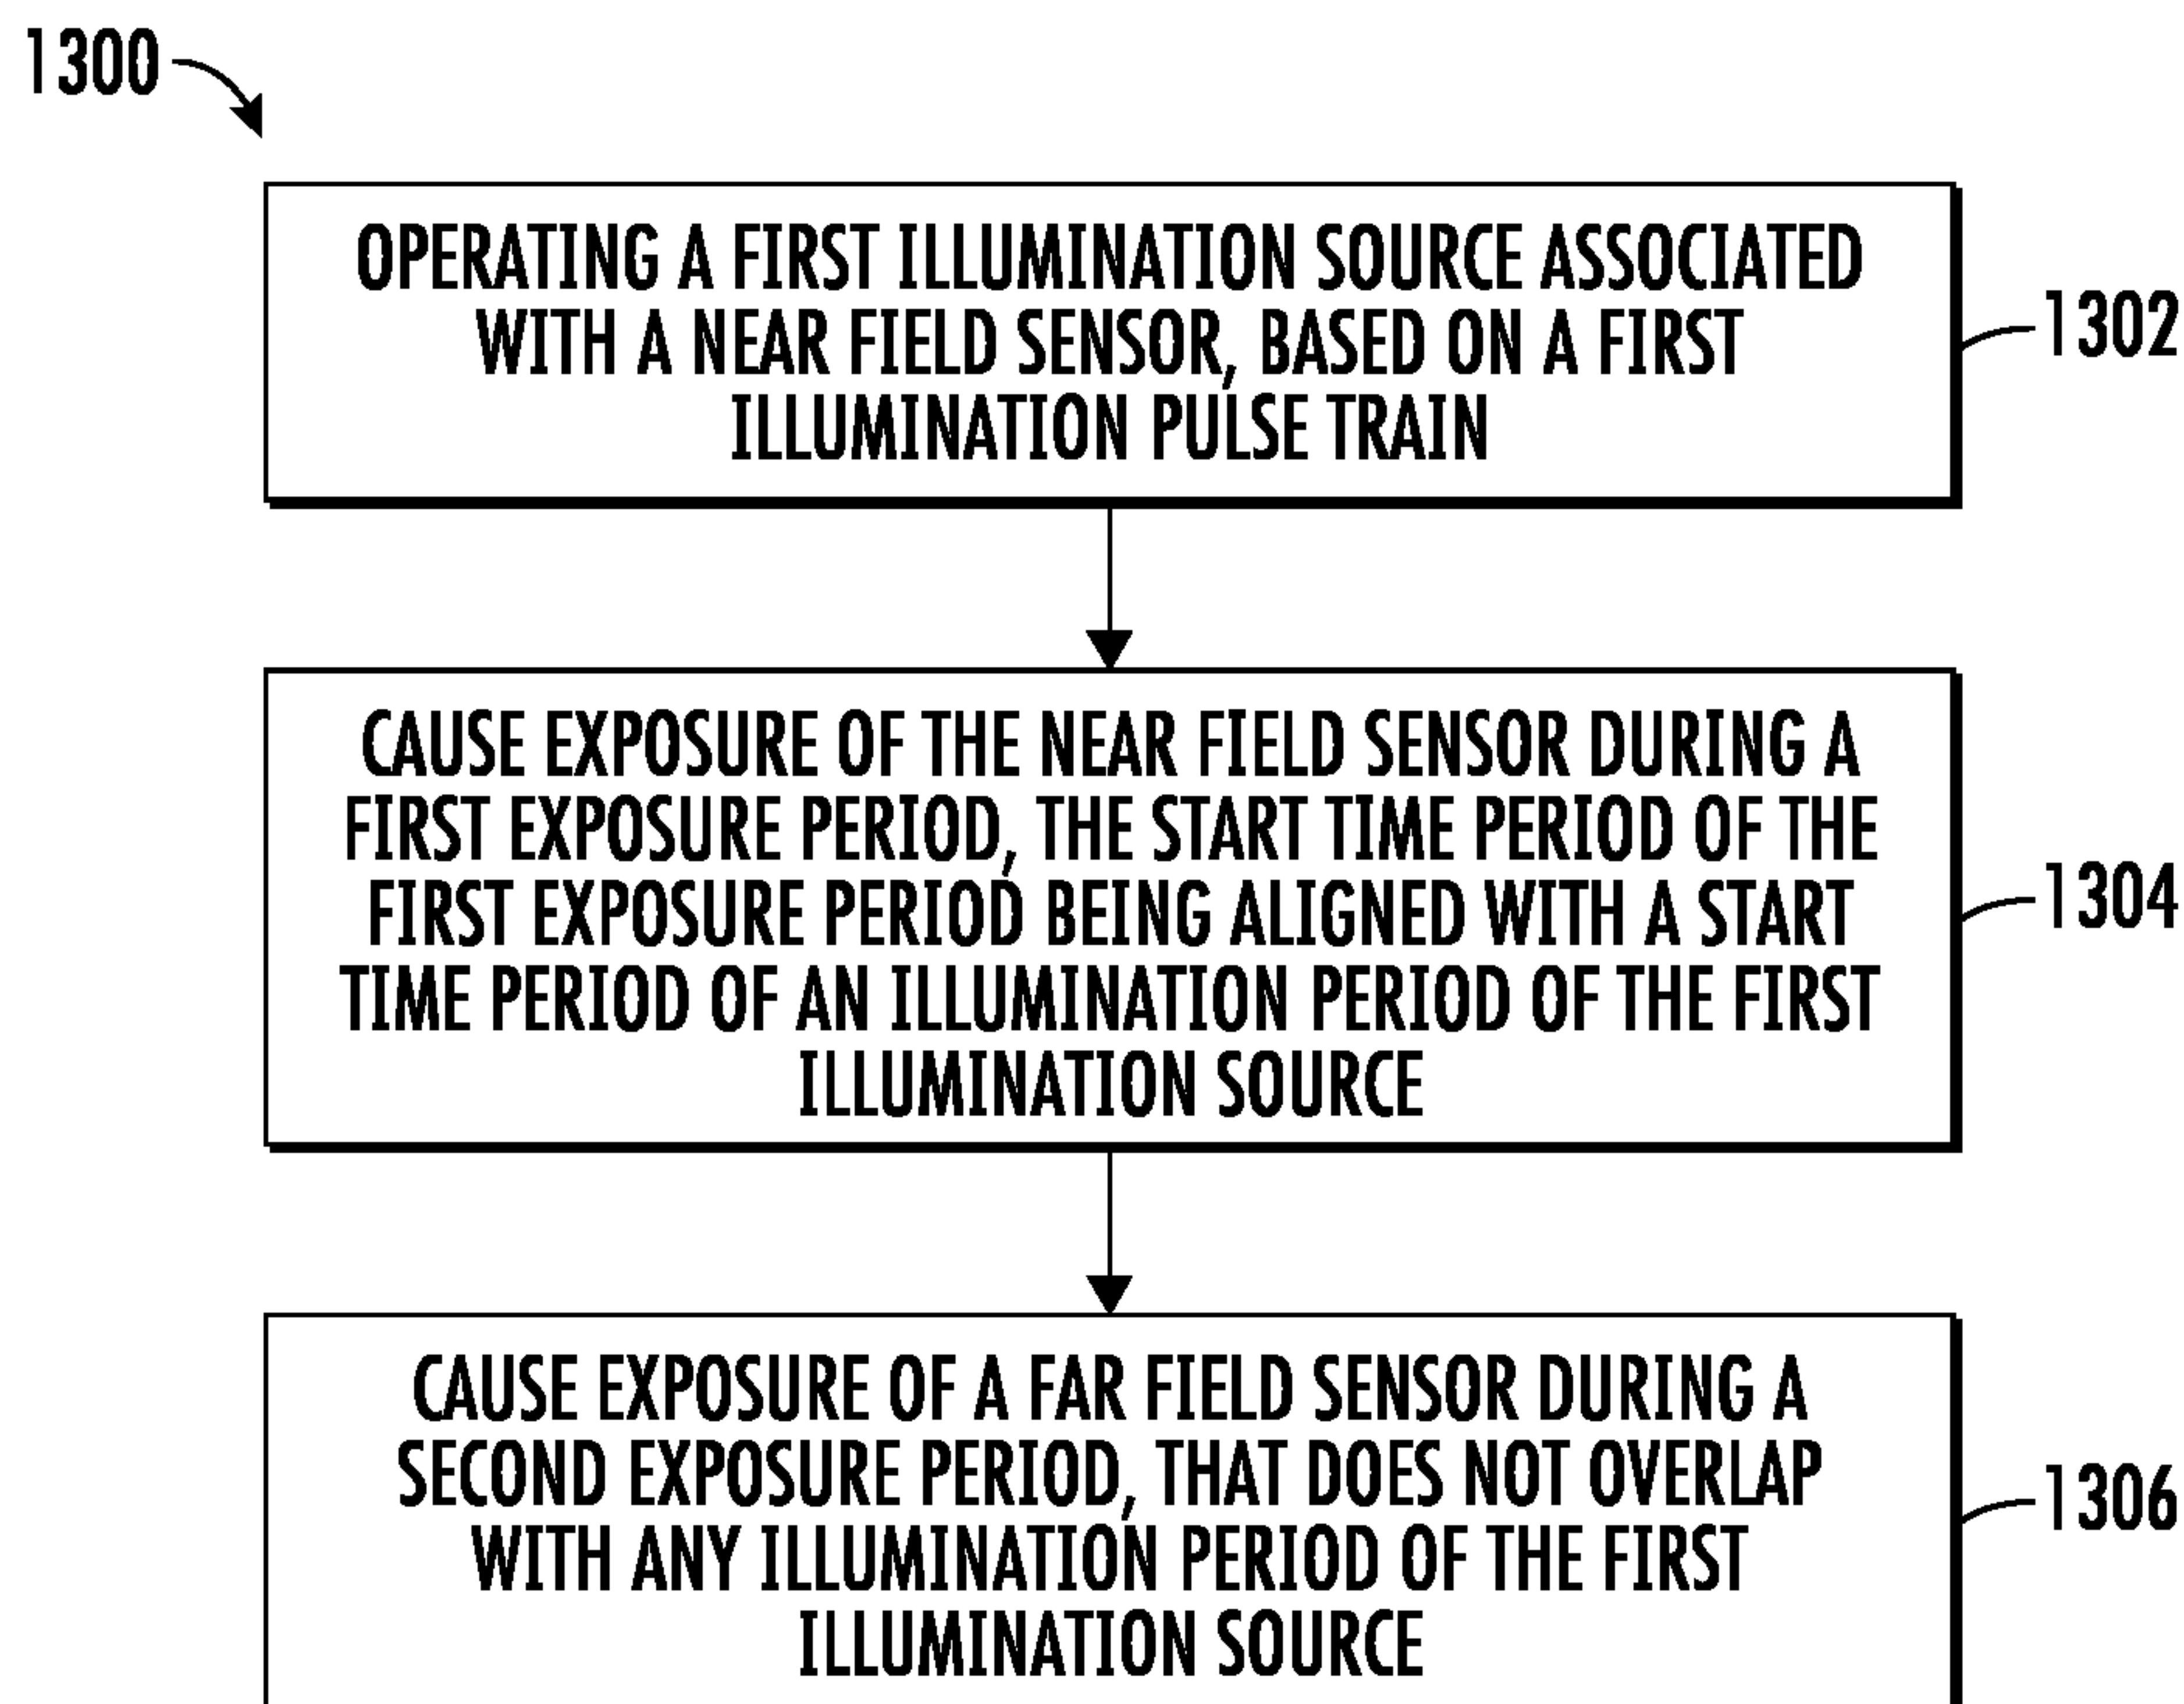 1300
OPERATING A FIRST ILLUMINATION SOURCE ASSOCIATED
WITH A NEAR FIELD SENSOR, BASED ON A FIRST
ILLUMINATION PULSE TRAIN
1302
CAUSE EXPOSURE OF THE NEAR FIELD SENSOR DURING A
FIRST EXPOSURE PERIOD, THE START TIME PERIOD OF THE
FIRST EXPOSURE PERIOD BEING ALIGNED WITH A START
TIME PERIOD OF AN ILLUMINATION PERIOD OF THE FIRST
ILLUMINATION SOURCE
1304
CAUSE EXPOSURE OF A FAR FIELD SENSOR DURING A
SECOND EXPOSURE PERIOD, THAT DOES NOT OVERLAP
WITH ANY ILLUMINATION PERIOD OF THE FIRST
ILLUMINATION SOURCE
1306